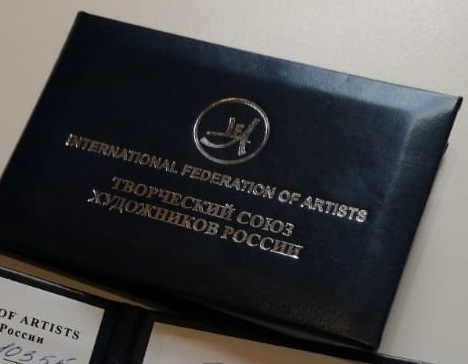 INTERNATIONAL FEDERATION OF ARTISTS
ТВОРЧЕСКИЙ СОЮЗ
ХУДОЖНИКОВ РОССИИ
OF ARTISTS
России